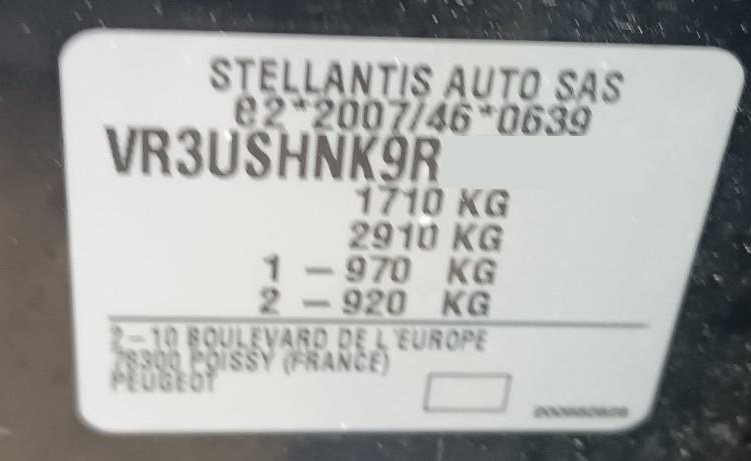 STELLANTIS AUTO SAS
e2*2007/46*0639
VR3USHNK9R
1710 KG
2910 KG
1 – 970 KG
2 – 920 KG
2–10 BOULEVARD DE L'EUROPE
78300 POISSY (FRANCE)
PEUGEOT